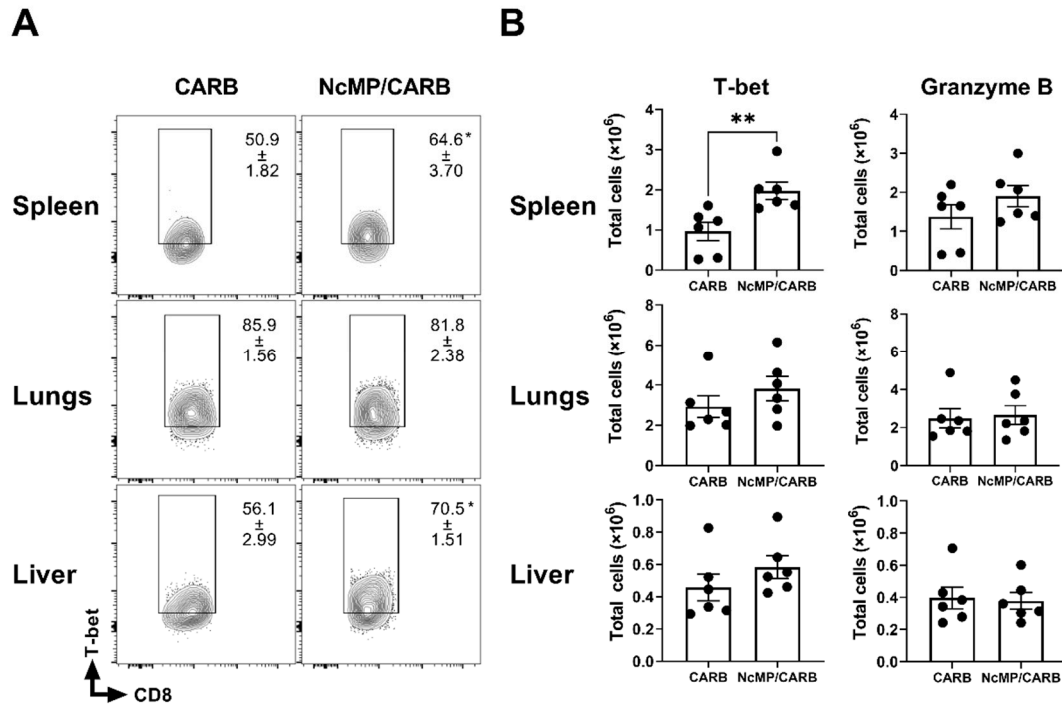 A
B
CARB
NcMP/CARB
Spleen
50.9
±
1.82
64.6*
±
3.70
Lungs
85.9
±
1.56
81.8
±
2.38
Liver
56.1
±
2.99
70.5*
±
1.51
T-bet
CD8
T-bet
Granzyme B
Spleen
Total cells (×10⁶)
4
3
2
1
0
**
CARB
NcMP/CARB
Total cells (×10⁶)
4
3
2
1
0
CARB
NcMP/CARB
Lungs
Total cells (×10⁶)
8
6
4
2
0
CARB
NcMP/CARB
Total cells (×10⁶)
8
6
4
2
0
CARB
NcMP/CARB
Liver
Total cells (×10⁶)
1.0
0.8
0.6
0.4
0.2
0.0
CARB
NcMP/CARB
Total cells (×10⁶)
1.0
0.8
0.6
0.4
0.2
0.0
CARB
NcMP/CARB